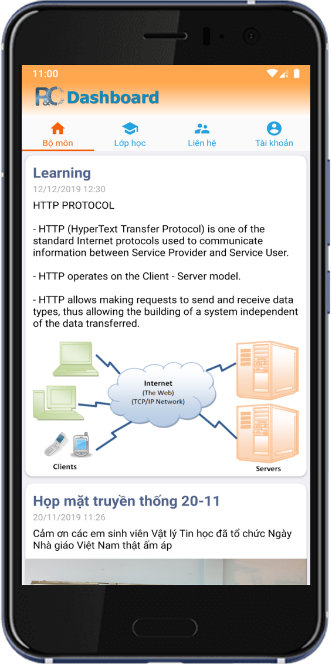 11:00
P&C Dashboard
Bộ môn
Lớp học
Liên hệ
Tài khoản
Learning
12/12/2019 12:30
HTTP PROTOCOL
- HTTP (HyperText Transfer Protocol) is one of the
standard Internet protocols used to communicate
information between Service Provider and Service User.
- HTTP operates on the Client - Server model.
- HTTP allows making requests to send and receive data
types, thus allowing the building of a system independent
of the data transferred.
Internet
(The Web)
(TCP/IP Network)
Clients
Servers
Họp mặt truyền thống 20-11
20/11/2019 11:26
Cảm ơn các em sinh viên Vật lý Tin học đã tổ chức Ngày
Nhà giáo Việt Nam thật ấm áp